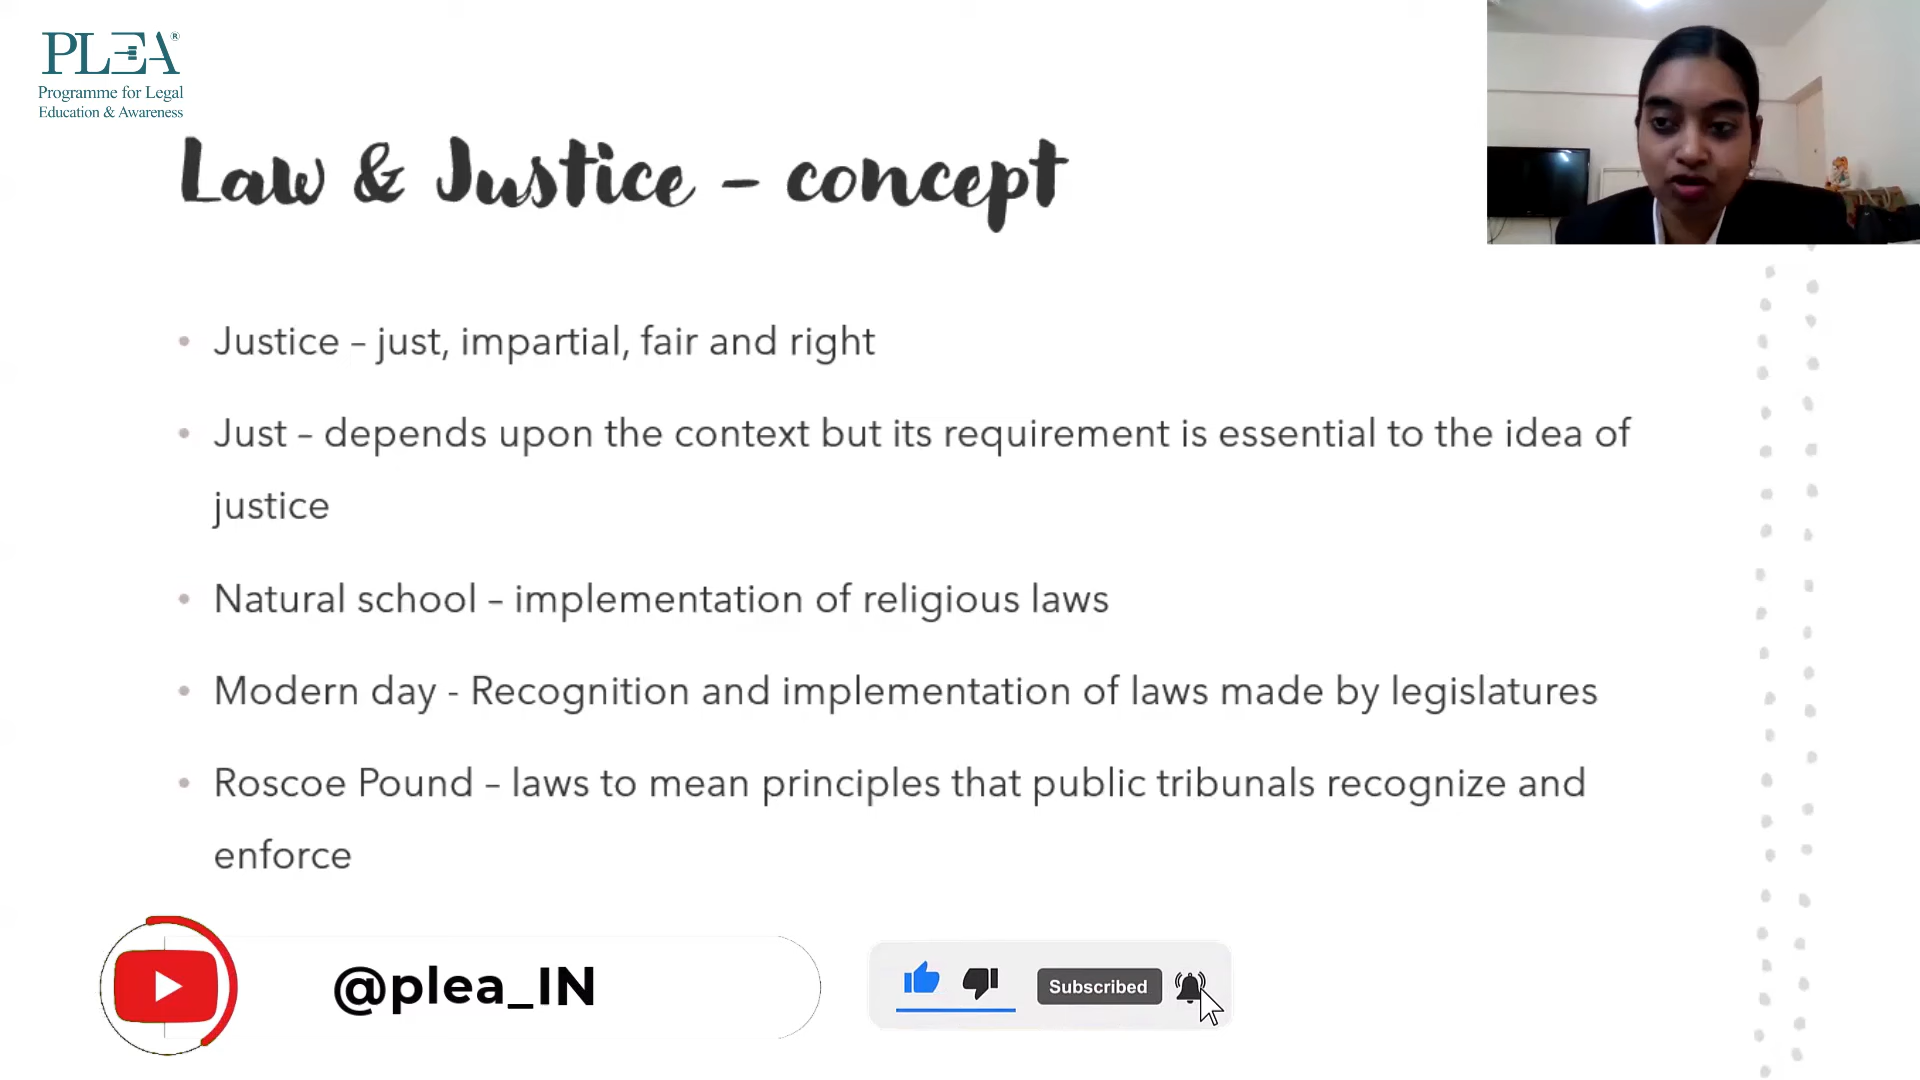 PLEA®
Programme for Legal
Education & Awareness
Law & Justice – concept
• Justice – just, impartial, fair and right
• Just – depends upon the context but its requirement is essential to the idea of
justice
• Natural school – implementation of religious laws
• Modern day - Recognition and implementation of laws made by legislatures
• Roscoe Pound – laws to mean principles that public tribunals recognize and
enforce
@plea_IN
Subscribed